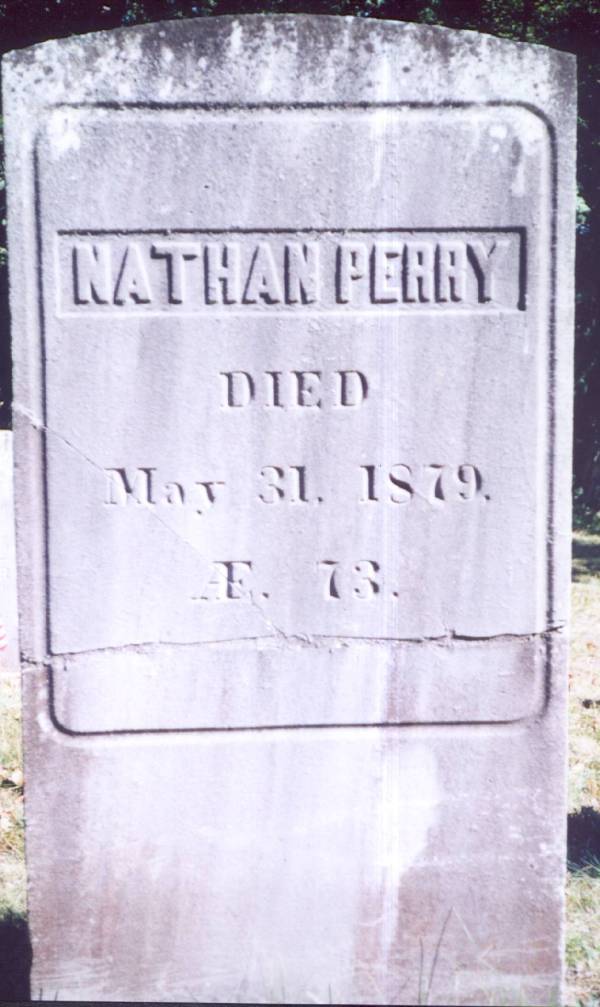 NATHAN PERRY
DIED
May 31. 1879.
Æ. 73.